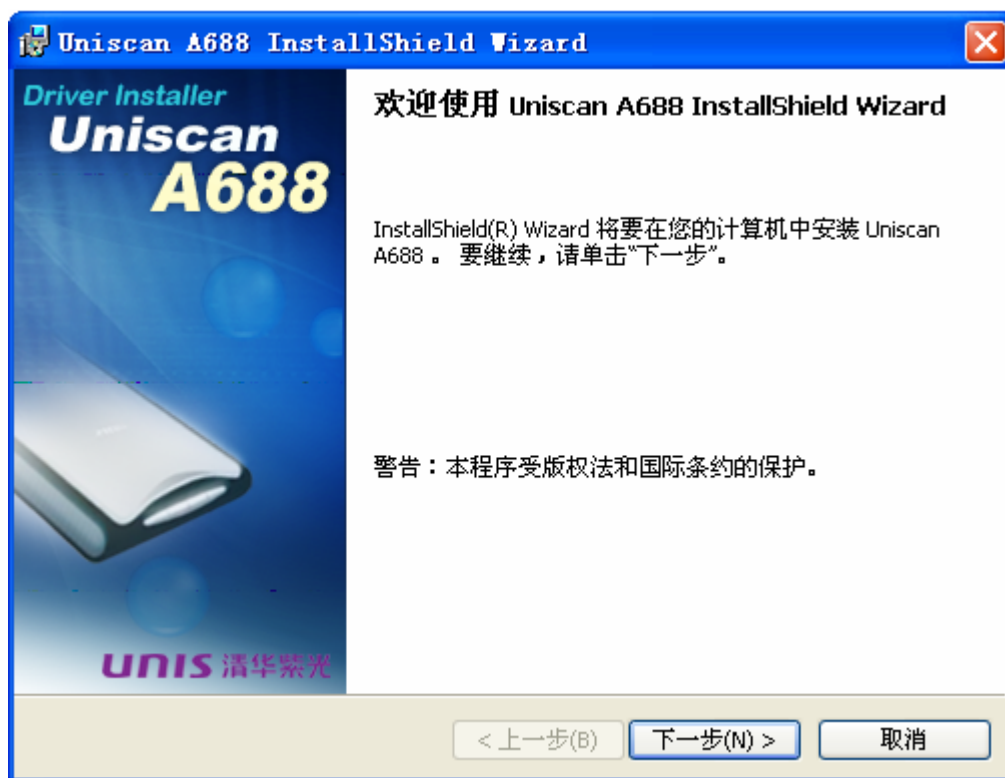 Uniscan A688 InstallShield Wizard
Driver Installer
Uniscan
A688
欢迎使用 Uniscan A688 InstallShield Wizard
InstallShield(R) Wizard 将要在您的计算机中安装 Uniscan
A688 。 要继续，请单击“下一步”。
警告：本程序受版权法和国际条约的保护。
UNIS 清华紫光
< 上一步(B)
下一步(N) >
取消